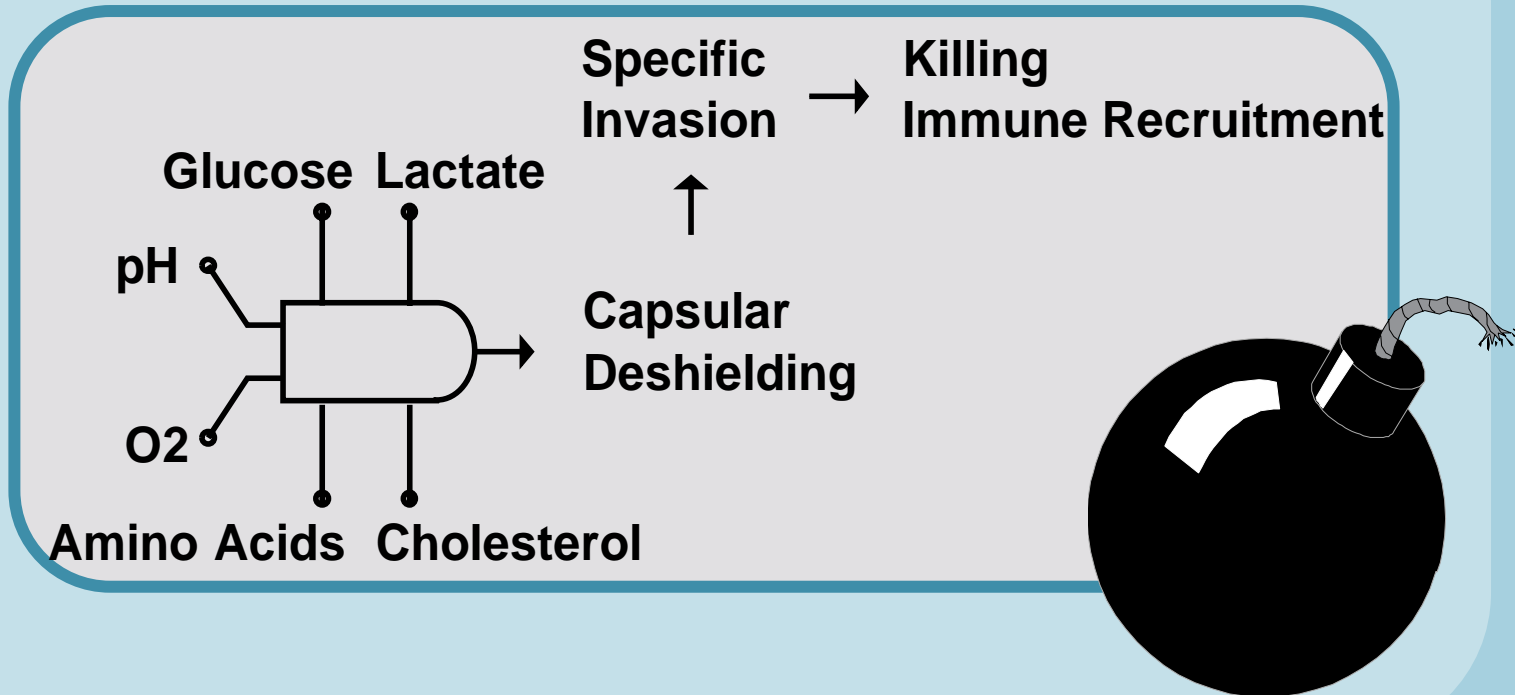 Specific
Invasion
Killing
Immune Recruitment
Glucose Lactate
pH
Capsular
Deshielding
O2
Amino Acids Cholesterol